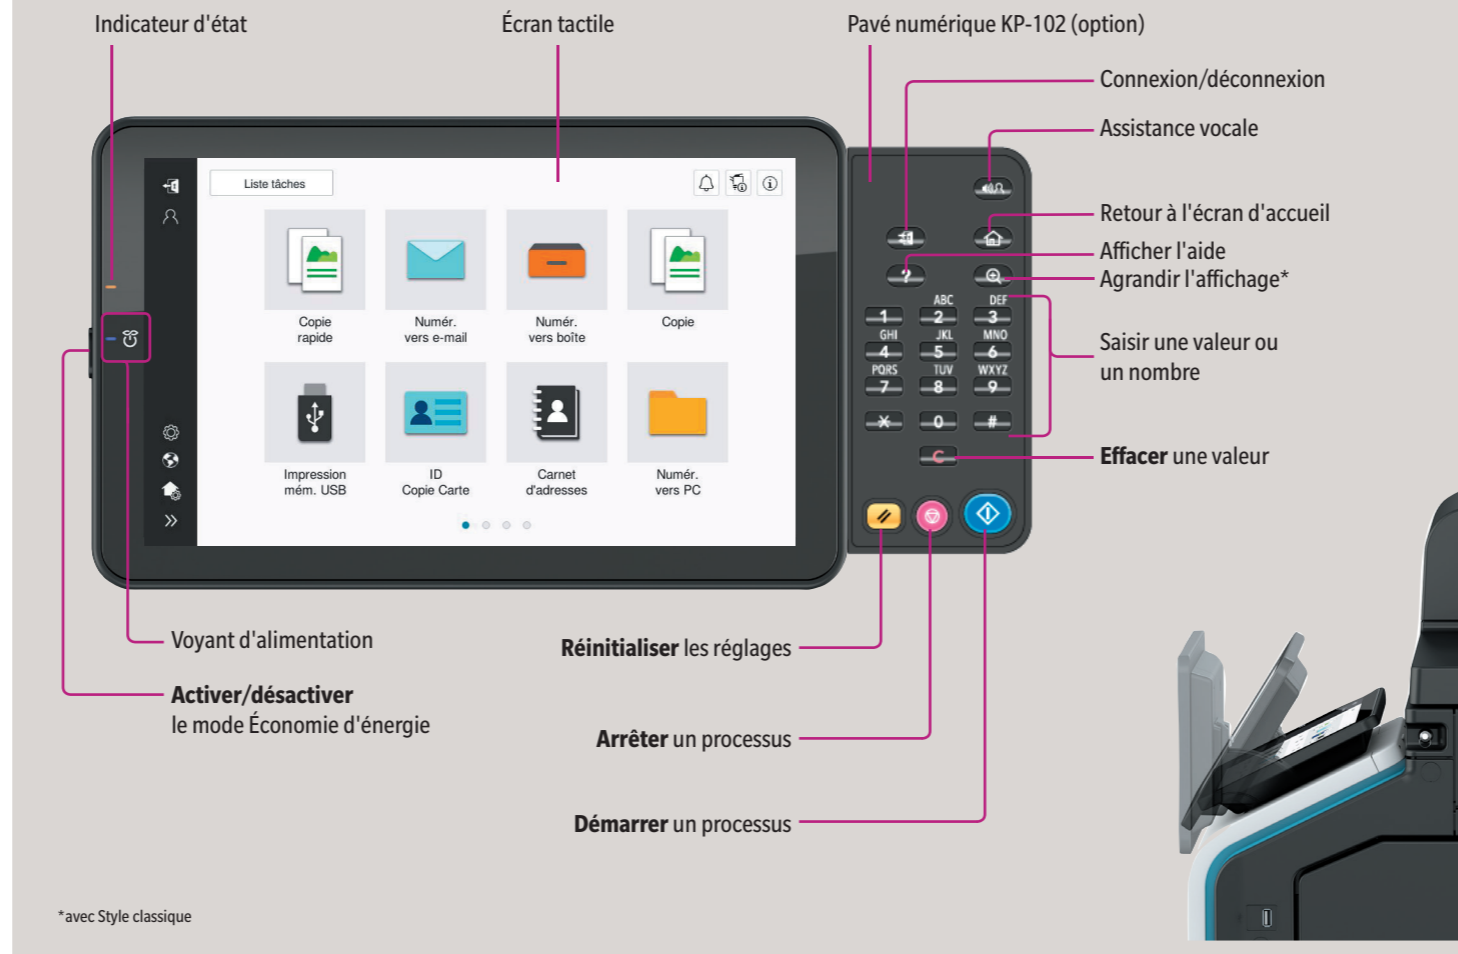 Indicateur d'état
Écran tactile
Pavé numérique KP-102 (option)
Connexion/déconnexion
Assistance vocale
Retour à l'écran d'accueil
Afficher l'aide
Agrandir l'affichage*
Saisir une valeur ou
un nombre
Effacer une valeur
Liste tâches
Copie
rapide
Numér.
vers e-mail
Numér.
vers boîte
Copie
Impression
mém. USB
ID
Copie Carte
Carnet
d'adresses
Numér.
vers PC
?
ABC DEF
1 2 3
GHI JKL MNO
4 5 6
PQRS TUV WXYZ
7 8 9
* 0 #
C
Voyant d'alimentation
Activer/désactiver
le mode Économie d'énergie
Réinitialiser les réglages
Arrêter un processus
Démarrer un processus
*avec Style classique